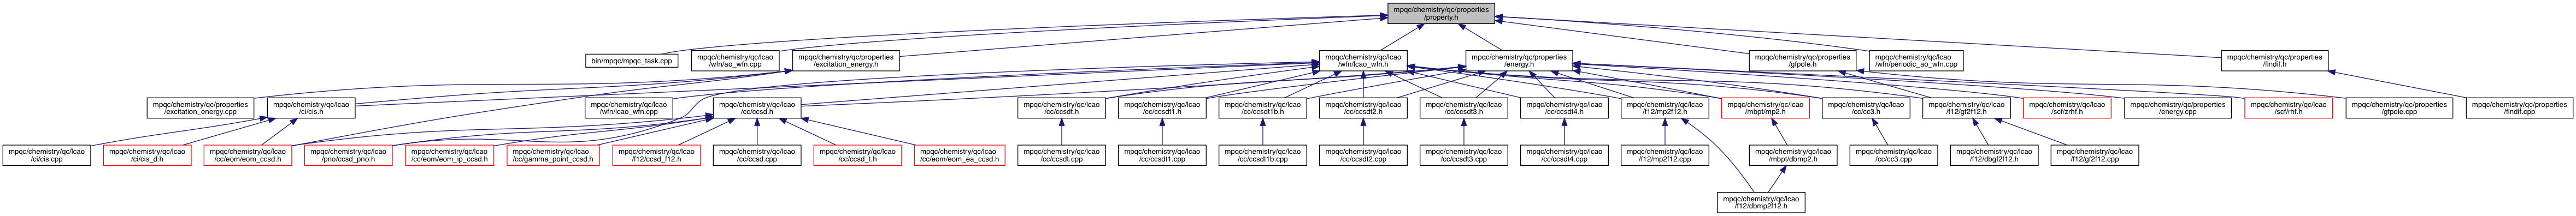 mpqc/chemistry/qc/properties
/property.h
bin/mpqc/mpqc_task.cpp
mpqc/chemistry/qc/lcao
/wfn/ao_wfn.cpp
mpqc/chemistry/qc/properties
/excitation_energy.h
mpqc/chemistry/qc/lcao
/wfn/lcao_wfn.h
mpqc/chemistry/qc/properties
/energy.h
mpqc/chemistry/qc/properties
/gfpole.h
mpqc/chemistry/qc/lcao
/wfn/periodic_ao_wfn.cpp
mpqc/chemistry/qc/properties
/findif.h
mpqc/chemistry/qc/properties
/excitation_energy.cpp
mpqc/chemistry/qc/lcao
/ci/cis.h
mpqc/chemistry/qc/lcao
/wfn/lcao_wfn.cpp
mpqc/chemistry/qc/lcao
/cc/ccsd.h
mpqc/chemistry/qc/lcao
/cc/ccsdt.h
mpqc/chemistry/qc/lcao
/cc/ccsdt1.h
mpqc/chemistry/qc/lcao
/cc/ccsdt1b.h
mpqc/chemistry/qc/lcao
/cc/ccsdt2.h
mpqc/chemistry/qc/lcao
/cc/ccsdt3.h
mpqc/chemistry/qc/lcao
/cc/ccsdt4.h
mpqc/chemistry/qc/lcao
/f12/mp2f12.h
mpqc/chemistry/qc/lcao
/mbpt/mp2.h
mpqc/chemistry/qc/lcao
/cc/cc3.h
mpqc/chemistry/qc/lcao
/f12/gf2f12.h
mpqc/chemistry/qc/lcao
/scf/zrhf.h
mpqc/chemistry/qc/properties
/energy.cpp
mpqc/chemistry/qc/lcao
/scf/rhf.h
mpqc/chemistry/qc/properties
/gfpole.cpp
mpqc/chemistry/qc/properties
/findif.cpp
mpqc/chemistry/qc/lcao
/ci/cis.cpp
mpqc/chemistry/qc/lcao
/ci/cis_d.h
mpqc/chemistry/qc/lcao
/cc/eom/eom_ccsd.h
mpqc/chemistry/qc/lcao
/pno/ccsd_pno.h
mpqc/chemistry/qc/lcao
/cc/eom/eom_ip_ccsd.h
mpqc/chemistry/qc/lcao
/cc/gamma_point_ccsd.h
mpqc/chemistry/qc/lcao
/f12/ccsd_f12.h
mpqc/chemistry/qc/lcao
/cc/ccsd.cpp
mpqc/chemistry/qc/lcao
/cc/ccsd_t.h
mpqc/chemistry/qc/lcao
/cc/eom/eom_ea_ccsd.h
mpqc/chemistry/qc/lcao
/cc/ccsdt.cpp
mpqc/chemistry/qc/lcao
/cc/ccsdt1.cpp
mpqc/chemistry/qc/lcao
/cc/ccsdt1b.cpp
mpqc/chemistry/qc/lcao
/cc/ccsdt2.cpp
mpqc/chemistry/qc/lcao
/cc/ccsdt3.cpp
mpqc/chemistry/qc/lcao
/cc/ccsdt4.cpp
mpqc/chemistry/qc/lcao
/f12/mp2f12.cpp
mpqc/chemistry/qc/lcao
/mbpt/dbmp2.h
mpqc/chemistry/qc/lcao
/cc/cc3.cpp
mpqc/chemistry/qc/lcao
/f12/dbgf2f12.h
mpqc/chemistry/qc/lcao
/f12/gf2f12.cpp
mpqc/chemistry/qc/lcao
/f12/dbmp2f12.h